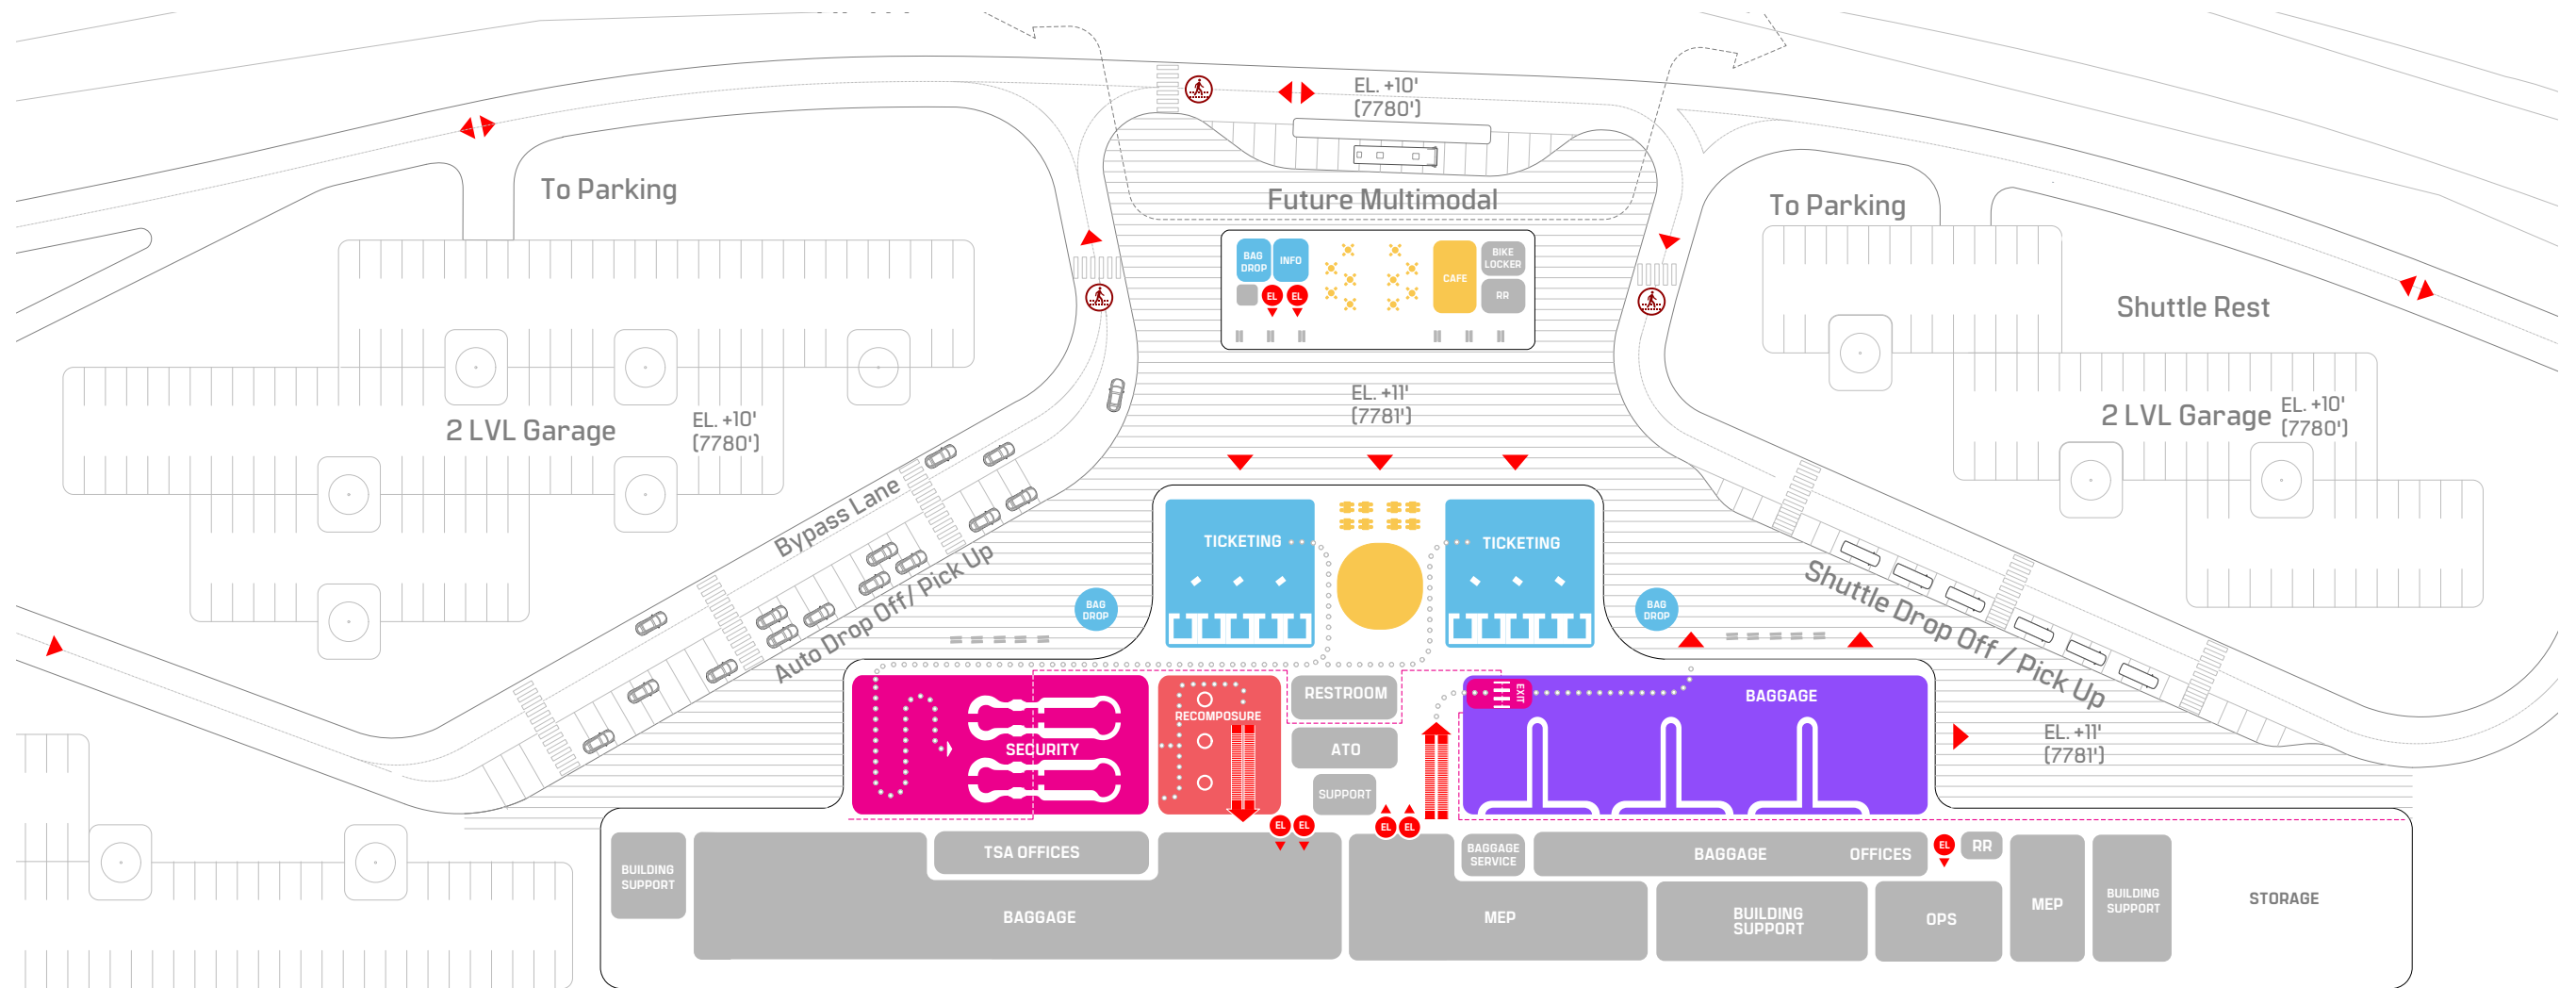 EL. +10'
(7780')
To Parking
Future Multimodal
To Parking
BAG
DROP
INFO
EL
EL
CAFE
BIKE
LOCKER
RR
Shuttle Rest
2 LVL Garage
EL. +10'
(7780')
EL. +11'
(7781')
2 LVL Garage
EL. +10'
(7780')
Bypass Lane
Auto Drop Off/ Pick Up
TICKETING
TICKETING
BAG
DROP
BAG
DROP
Shuttle Drop Off / Pick Up
SECURITY
RECOMPOSURE
RESTROOM
ATO
SUPPORT
EXIT
BAGGAGE
EL. +11'
(7781')
EL
EL
EL
EL
BUILDING
SUPPORT
TSA OFFICES
BAGGAGE
MEP
BAGGAGE
SERVICE
BAGGAGE OFFICES
EL
RR
BUILDING
SUPPORT
OPS
MEP
BUILDING
SUPPORT
STORAGE